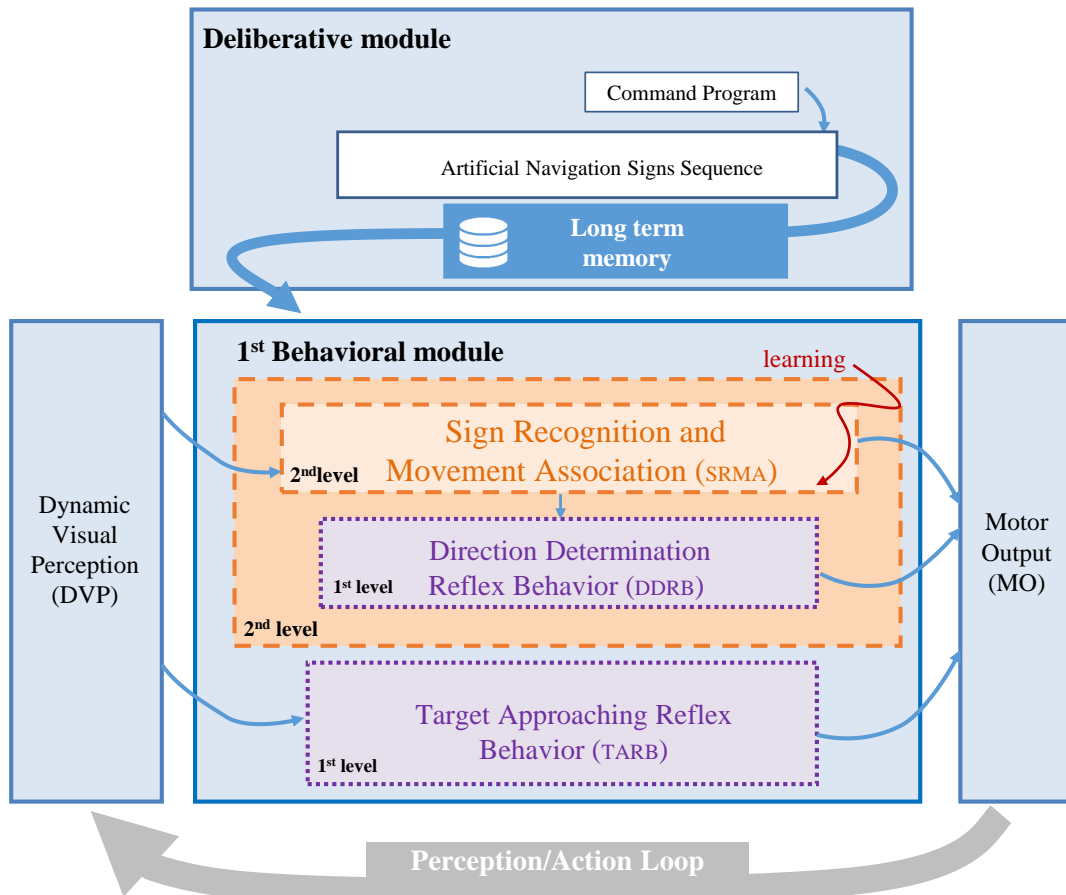 Deliberative module
Command Program
Artificial Navigation Signs Sequence
Long term
memory
1st Behavioral module
learning
Sign Recognition and
Movement Association (SRMA)
2ndlevel
Direction Determination
Reflex Behavior (DDRB)
1st level
2nd level
Target Approaching Reflex
Behavior (TARB)
1st level
Dynamic
Visual
Perception
(DVP)
Motor
Output
(MO)
Perception/Action Loop